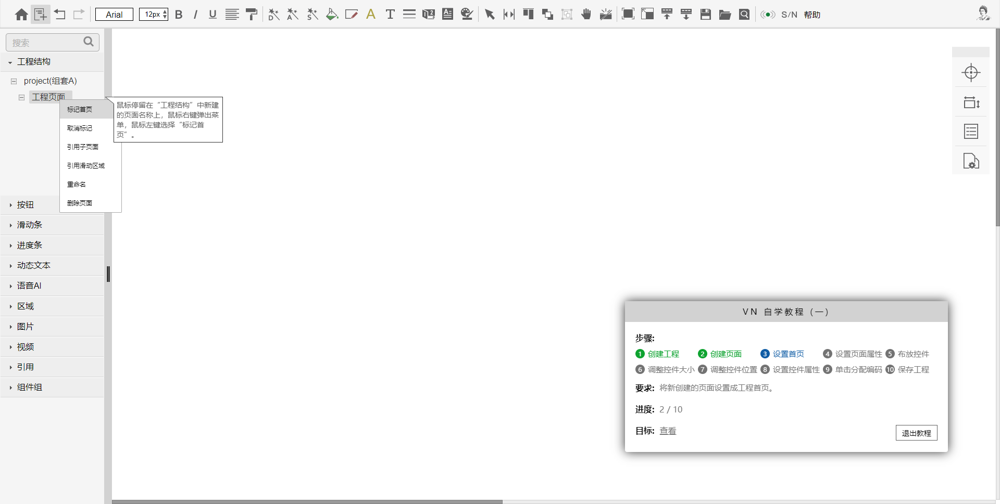 Arial
12px
B I U
S/N
帮助
搜索
工程结构
project(组套A)
工程页面
标记首页
取消标记
引用子页面
引用滑动区域
重命名
删除页面
鼠标停留在“工程结构”中新建
的页面名称上，鼠标右键弹出菜
单，鼠标左键选择“标记首
页”。
按钮
滑动条
进度条
动态文本
语音AI
区域
图片
视频
引用
组件组
VN 自学教程 (一)
步骤:
1 创建工程 2 创建页面 3 设置首页 4 设置页面属性 5 布放控件
6 调整控件大小 7 调整控件位置 8 设置控件属性 9 单击分配编码 10 保存工程
要求: 将新创建的页面设置成工程首页。
进度: 2 / 10
目标: 查看
退出教程